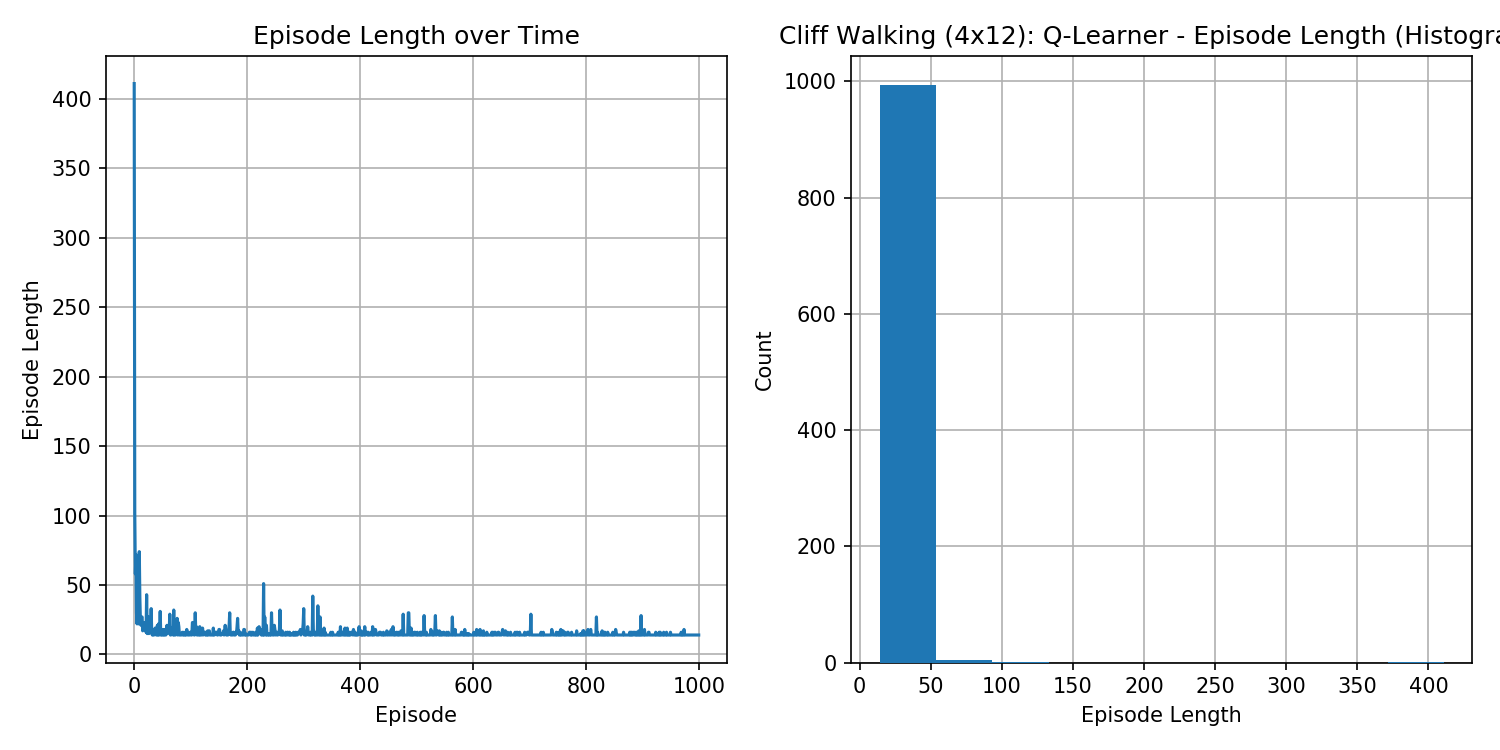 Episode Length over Time
400
350
300
250
200
150
100
50
0
Episode Length
0 200 400 600 800 1000
Episode
Cliff Walking (4x12): Q-Learner - Episode Length (Histogra
1000
800
600
400
200
0
Count
0 50 100 150 200 250 300 350 400
Episode Length